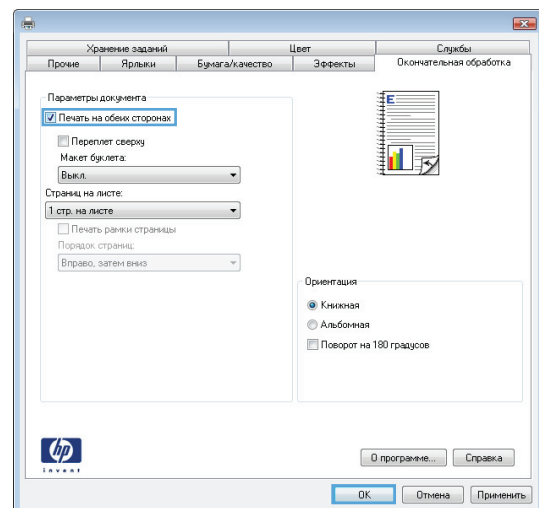 Хранение заданий Цвет Службы
Прочие Ярлыки Бумага/качество Эффекты Окончательная обработка
Параметры документа
Печать на обеих сторонах
Переплет сверху
Макет буклета:
Выкл.
Страниц на листе:
1 стр. на листе
Печать рамки страницы
Порядок страниц:
Вправо, затем вниз
E
Ориентация
Книжная
Альбомная
Поворот на 180 градусов
hp
invent
О программе... Справка
OK Отмена Применить